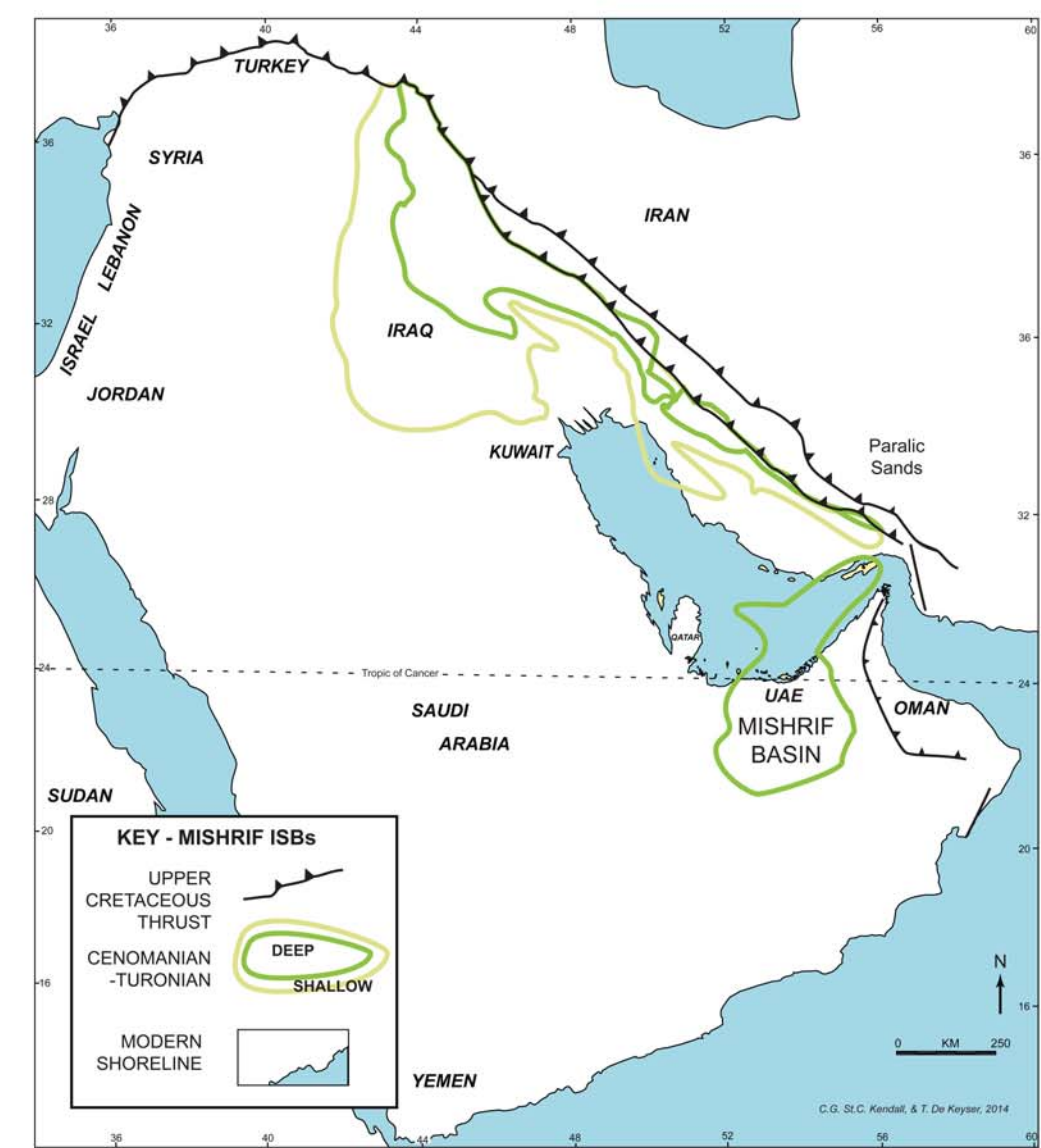 36 40 44 48 52 56 60
TURKEY
36
36
SYRIA
IRAN
LEBANON
ISRAEL
32
IRAQ
36
JORDAN
KUWAIT
Paralic
Sands
28
32
QATAR
24
Tropic of Cancer
24
UAE
OMAN
SAUDI
ARABIA
MISHRIF
BASIN
SUDAN
20
20
KEY - MISHRIF ISBs
UPPER
CRETACEOUS
THRUST
CENOMANIAN
-TURONIAN
DEEP
SHALLOW
MODERN
SHORELINE
16
16
N
0 KM 250
YEMEN
C.G. St.C. Kendall, & T. De Keyser, 2014
36 40 44 48 52 56 60